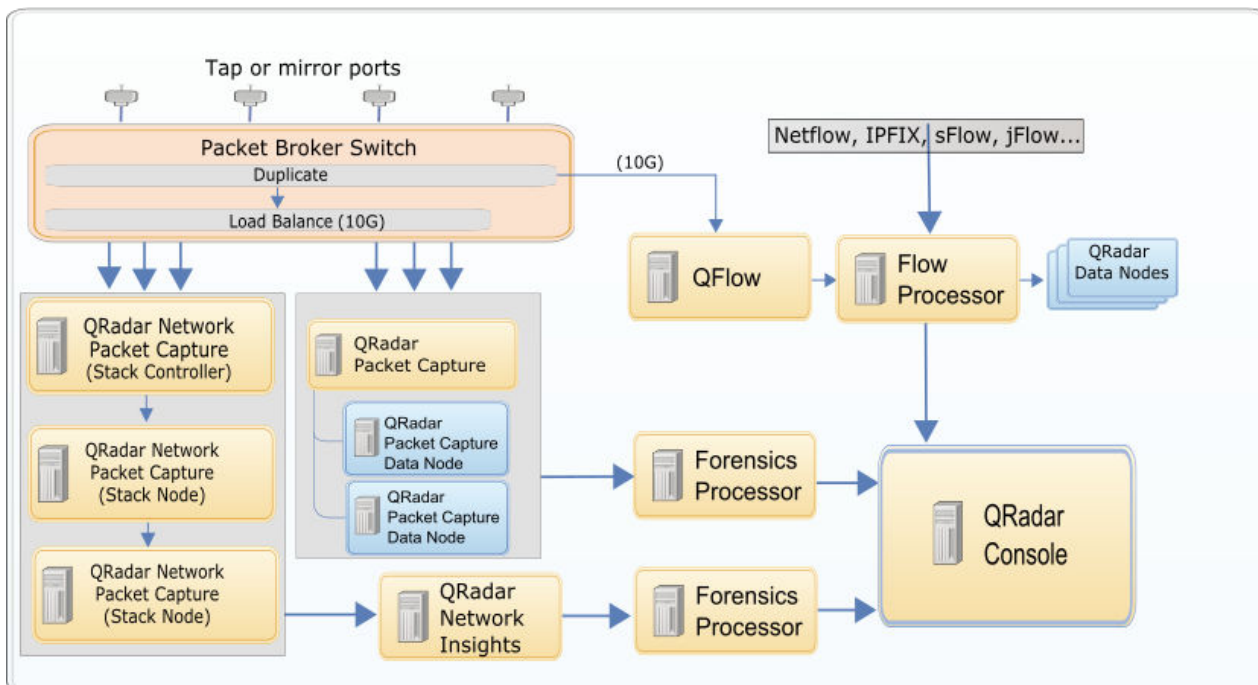 Tap or mirror ports
Packet Broker Switch
Duplicate
Load Balance (10G)
(10G)
Netflow, IPFIX, sFlow, jFlow...
QFlow
Flow
Processor
QRadar
Data Nodes
QRadar Network
Packet Capture
(Stack Controller)
QRadar Network
Packet Capture
(Stack Node)
QRadar Network
Packet Capture
(Stack Node)
QRadar
Packet Capture
QRadar
Packet Capture
Data Node
QRadar
Packet Capture
Data Node
Forensics
Processor
QRadar
Network
Insights
Forensics
Processor
QRadar
Console